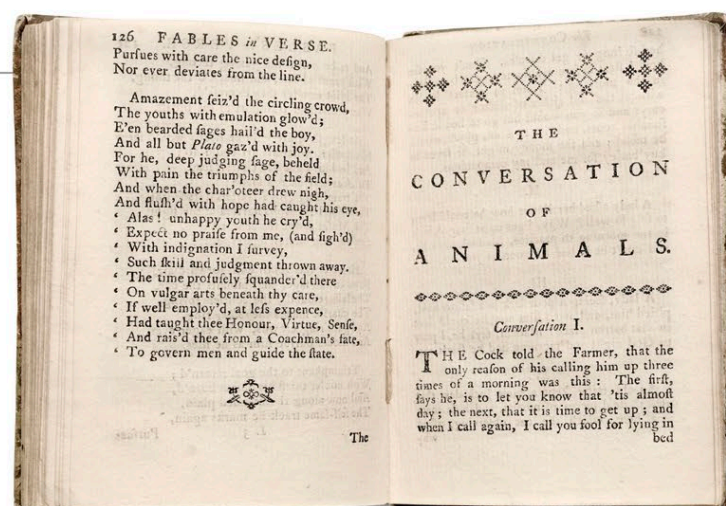 126 FABLES in VERSE.
Purſues with care the nice deſign,
Nor ever deviates from the line.
Amazement ſeiz'd the circling crowd,
The youths with emulation glow'd;
E'en bearded ſages hail'd the boy,
And all but Plato gaz'd with joy.
For he, deep judging ſage, beheld
With pain the triumphs of the field;
And when the char'oteer drew nigh,
And fluſh'd with hope had caught his eye,
‘ Alas! unhappy youth he cry'd,
‘ Expect no praiſe from me, (and ſigh'd)
‘ With indignation I ſurvey,
‘ Such ſkill and judgment thrown away.
‘ The time profuſely ſquander'd there
‘ On vulgar arts beneath thy care,
‘ If well employ'd, at leſs expence,
‘ Had taught thee Honour, Virtue, Senſe,
‘ And rais'd thee from a Coachman's fate,
‘ To govern men and guide the ſtate.
The
THE
CONVERSATION
OF
ANIMALS.
Converſation I.
THE Cock told the Farmer, that the
only reaſon of his calling him up three
times of a morning was this : The firſt,
ſays he, is to let you know that 'tis almoſt
day ; the next, that it is time to get up ; and
when I call again, I call you fool for lying in
bed